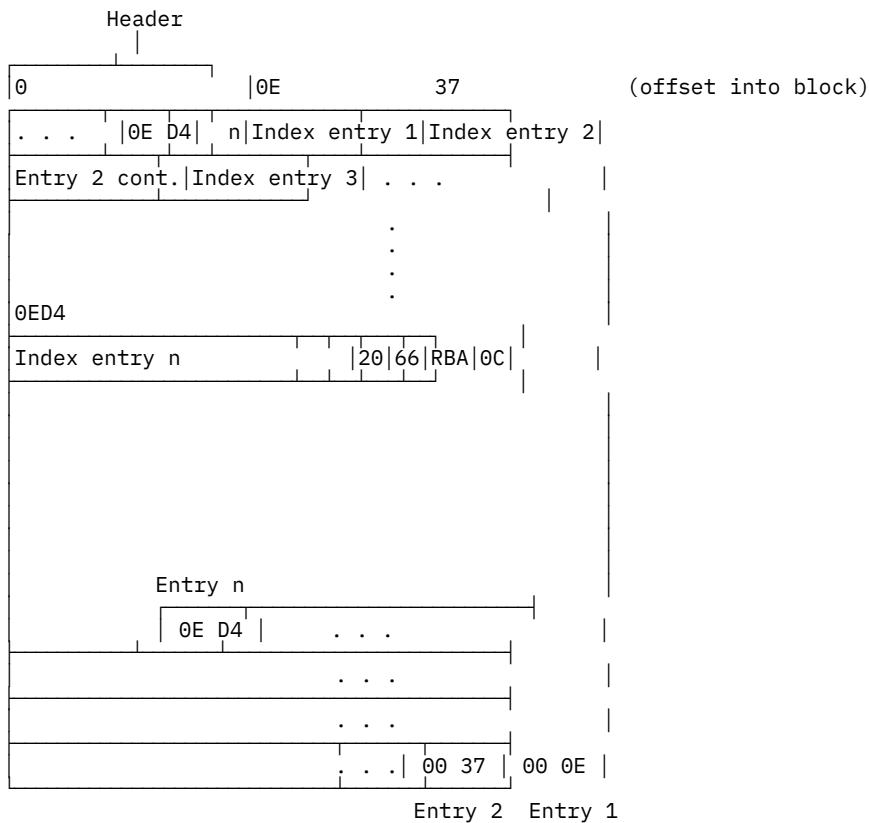 Header
0 0E 37 (offset into block)
. . . 0E D4 n Index entry 1 Index entry 2
Entry 2 cont. Index entry 3 . . .
.
.
.
.
0ED4
Index entry n 20 66 RBA 0C
Entry n
0E D4 . . .
. . .
. . .
. . . 00 37 00 0E
Entry 2 Entry 1